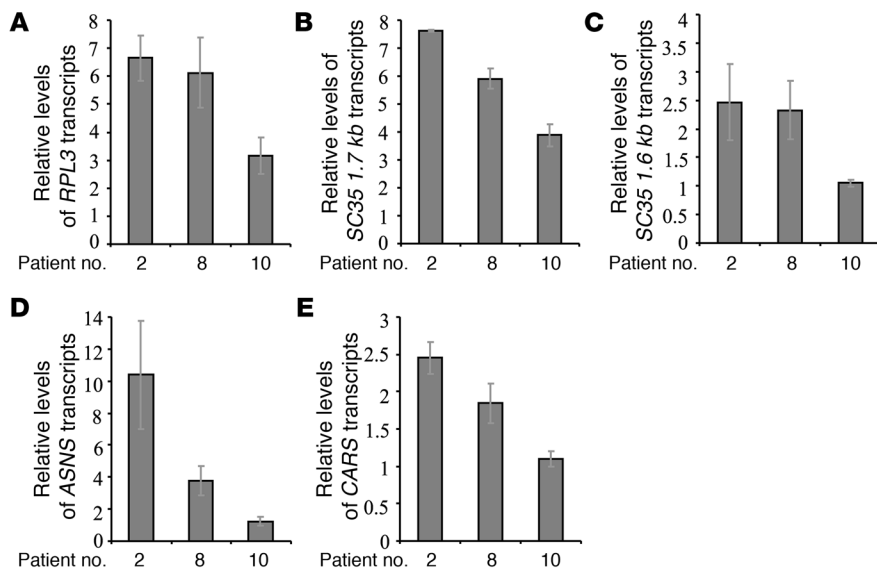 A
Relative levels
of RPL3 transcripts
8
7
6
5
4
3
2
1
0
Patient no. 2 8 10
B
Relative levels of
SC35 1.7 kb transcripts
8
7
6
5
4
3
2
1
0
Patient no. 2 8 10
C
Relative levels of
SC35 1.6 kb transcripts
4
3.5
3
2.5
2
1.5
1
0.5
0
Patient no. 2 8 10
D
Relative levels
of ASNS transcripts
14
12
10
8
6
4
2
0
Patient no. 2 8 10
E
Relative levels
of CARS transcripts
3
2.5
2
1.5
1
0.5
0
Patient no. 2 8 10